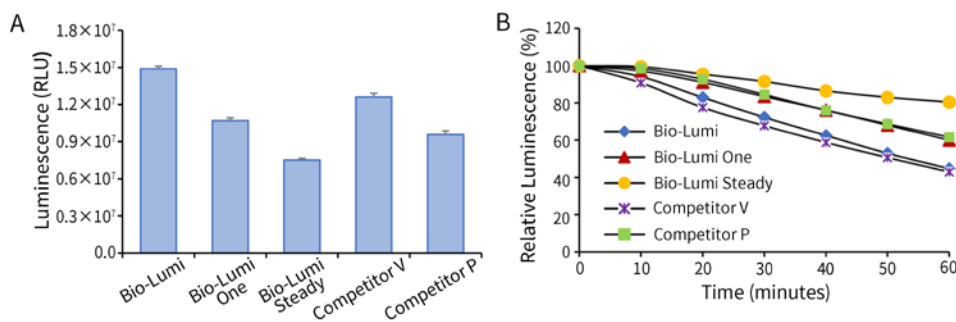 A
Luminescence (RLU)
1.8×10⁷
1.5×10⁷
1.2×10⁷
0.9×10⁷
0.6×10⁷
0.3×10⁷
0.0
Bio-Lumi
Bio-Lumi
One
Bio-Lumi
Steady
Competitor V
Competitor P
B
Relative Luminescence (%)
120
100
80
60
40
20
0
Bio-Lumi
Bio-Lumi One
Bio-Lumi Steady
Competitor V
Competitor P
0 10 20 30 40 50 60
Time (minutes)